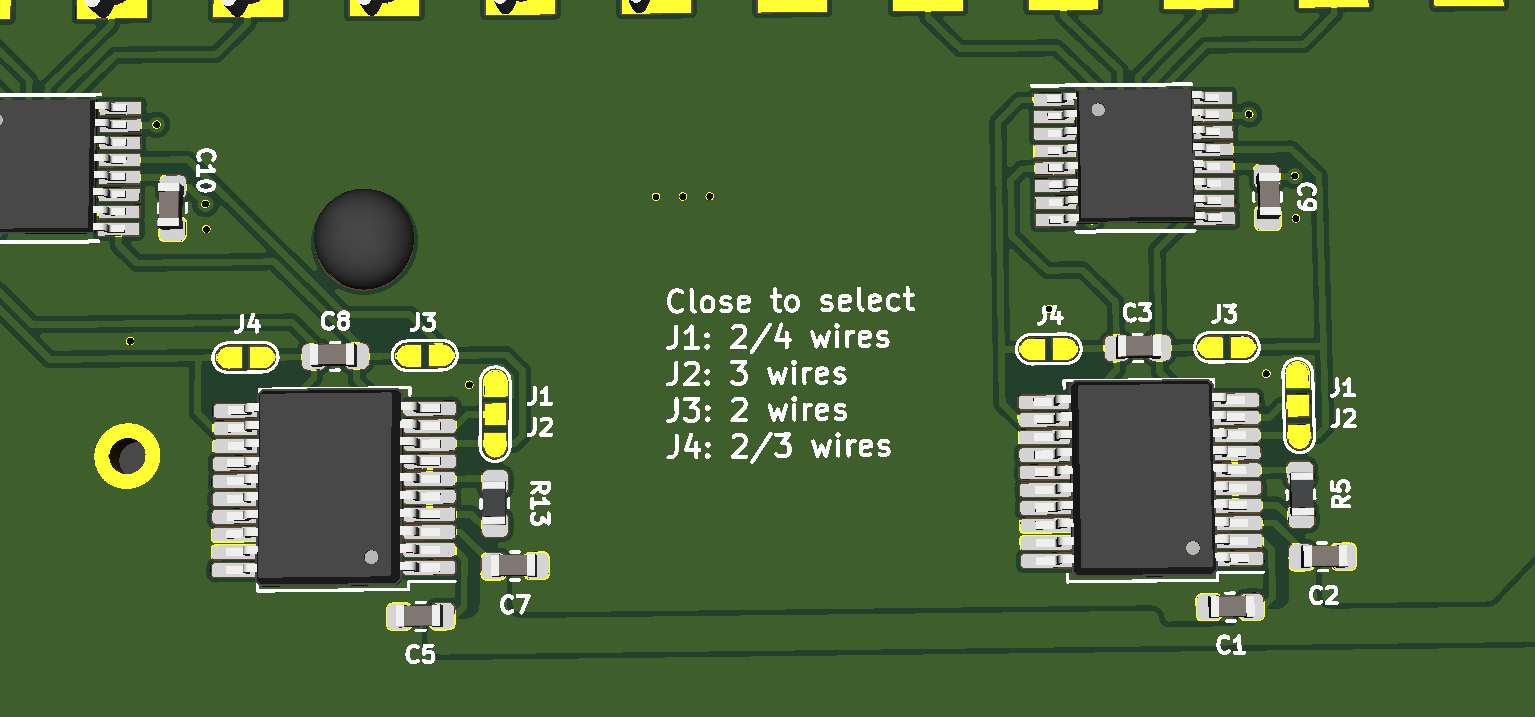 C10
C9
J4
C8
J3
J1
J2
R13
C7
C5
Close to select
J1: 2/4 wires
J2: 3 wires
J3: 2 wires
J4: 2/3 wires
J4
C3
J3
J1
J2
R5
C2
C1